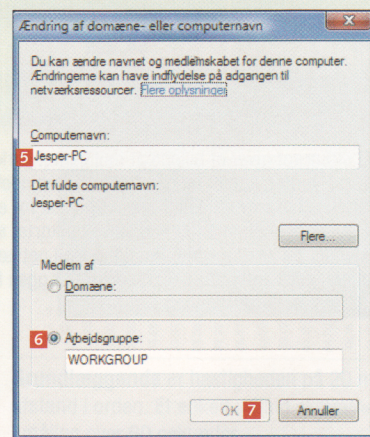 Ændring af domæne- eller computernavn
Du kan ændre navnet og medlemskabet for denne computer.
Ændringerne kan have indflydelse på adgangen til
netværksressourcer. Flere oplysninger
Computernavn:
5 Jesper-PC
Det fulde computernavn:
Jesper-PC
Flere...
Medlem af
Domæne:
6 Arbejdsgruppe:
WORKGROUP
OK 7 Annuller